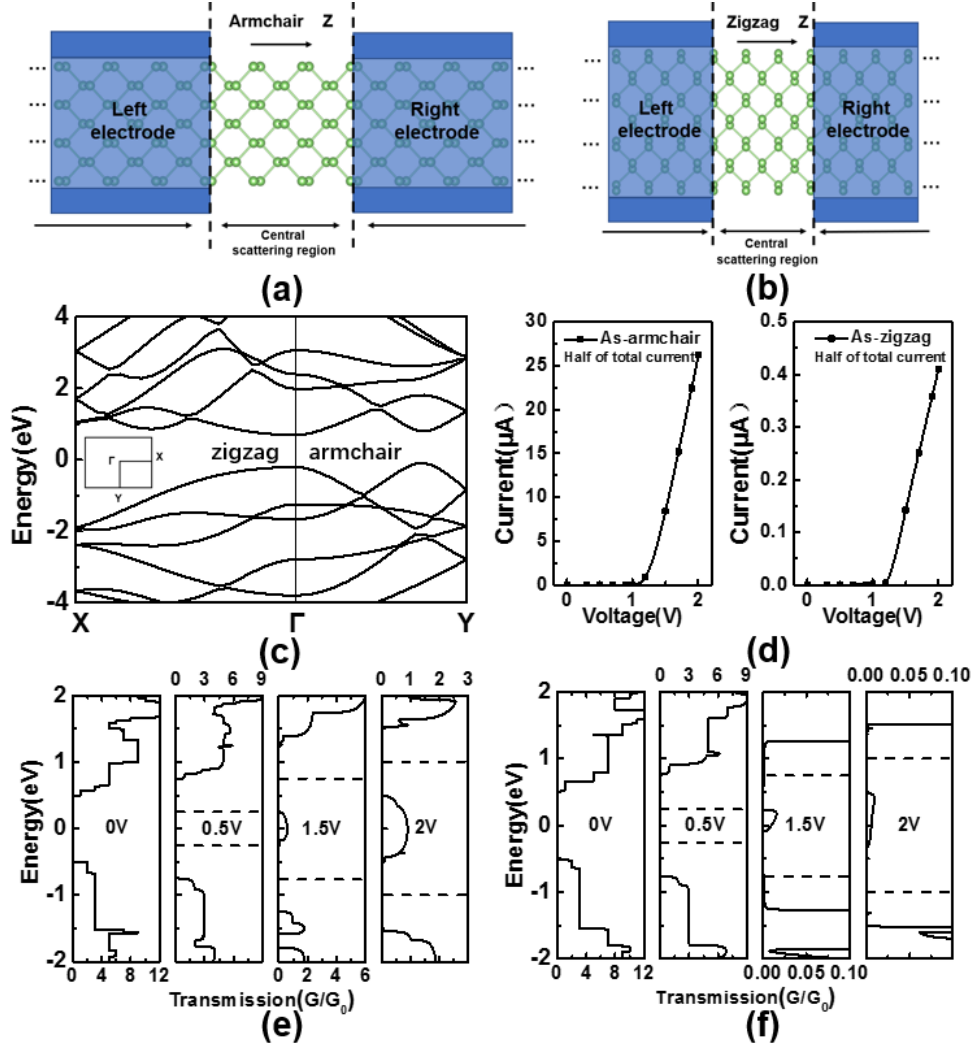 Armchair Z
Left electrode
Right electrode
Central scattering region
(a)
Zigzag Z
Left electrode
Right electrode
Central scattering region
(b)
Energy(eV)
4
2
0
-2
-4
zigzag armchair
Γ X
Y
X Γ Y
(c)
Current(μA)
30
25
20
15
10
5
0
As-armchair
Half of total current
0 1 2
Voltage(V)
Current(μA)
0.5
0.4
0.3
0.2
0.1
0.0
As-zigzag
Half of total current
0 1 2
Voltage(V)
(d)
0 3 6 9
0 1 2 3
Energy(eV)
2
1
0
-1
-2
0V
0.5V
1.5V
2V
0 4 8 12
0 2 4 6
Transmission(G/G₀)
(e)
0 3 6 9
0.00 0.05 0.10
Energy(eV)
2
1
0
-1
-2
0V
0.5V
1.5V
2V
0 4 8 12
0.00 0.05 0.10
Transmission(G/G₀)
(f)